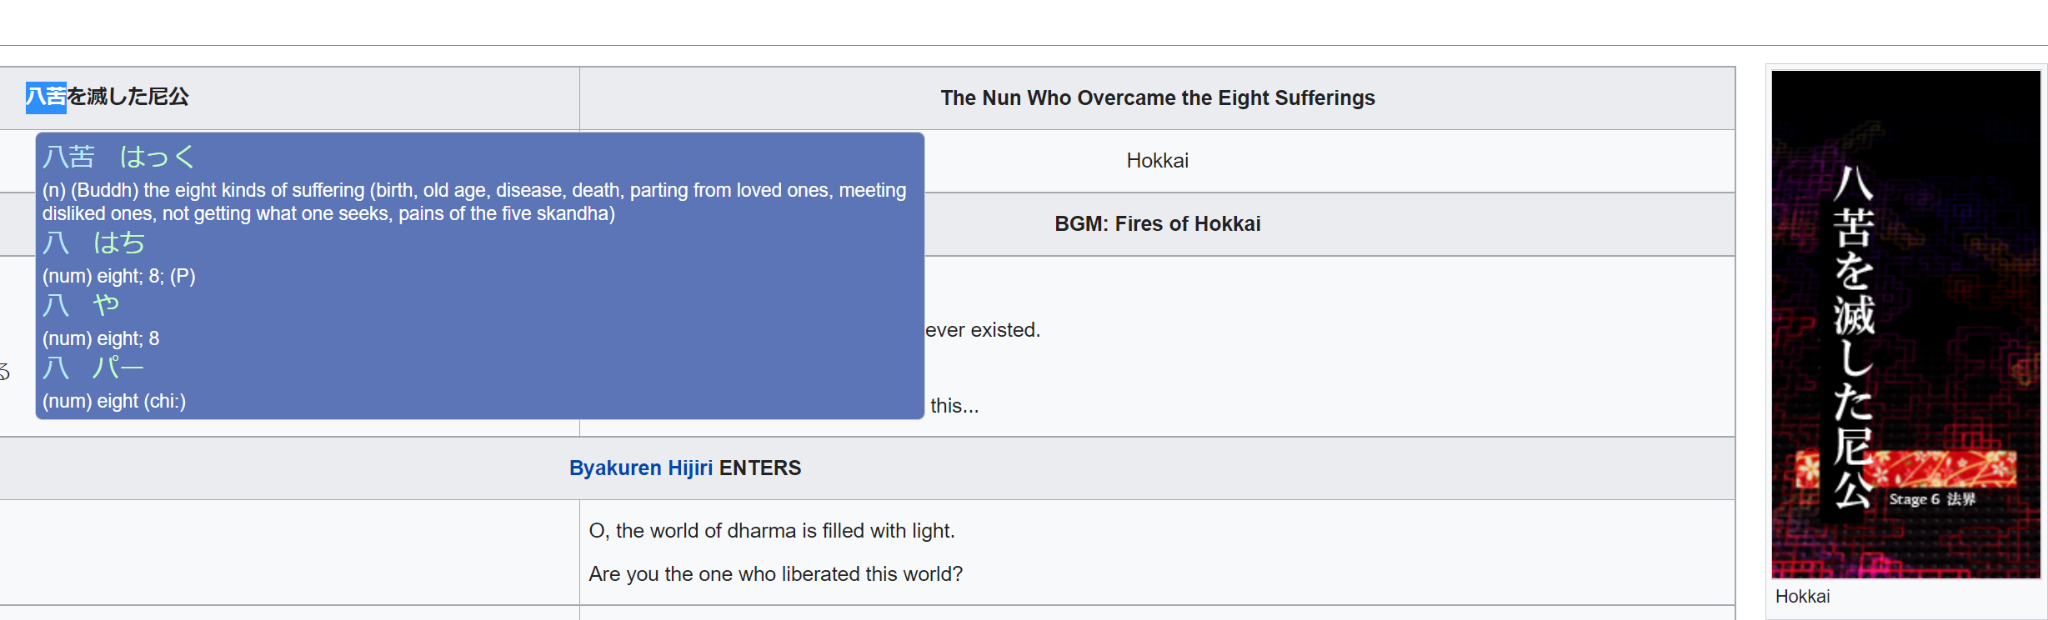 八苦を滅した尼公
The Nun Who Overcame the Eight Sufferings
八苦 はっく
(n) (Buddh) the eight kinds of suffering (birth, old age, disease, death, parting from loved ones, meeting
disliked ones, not getting what one seeks, pains of the five skandha)
八 はち
(num) eight; 8; (P)
八 や
(num) eight; 8
八 パー
(num) eight (chi:)
Hokkai
BGM: Fires of Hokkai
ever existed.
る
this...
Byakuren Hijiri ENTERS
O, the world of dharma is filled with light.
Are you the one who liberated this world?
八苦を滅した尼公
Stage 6 法界
Hokkai